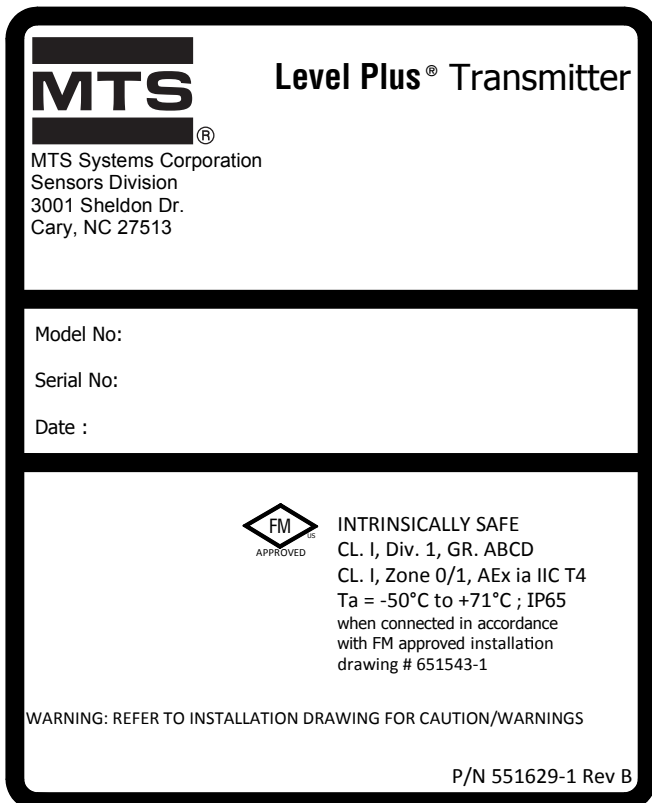 MTS
®
Level Plus ® Transmitter
MTS Systems Corporation
Sensors Division
3001 Sheldon Dr.
Cary, NC 27513
Model No:
Serial No:
Date :
FM
US
APPROVED
INTRINSICALLY SAFE
CL. I, Div. 1, GR. ABCD
CL. I, Zone 0/1, AEx ia IIC T4
Ta = -50°C to +71°C ; IP65
when connected in accordance
with FM approved installation
drawing # 651543-1
WARNING: REFER TO INSTALLATION DRAWING FOR CAUTION/WARNINGS
P/N 551629-1 Rev B